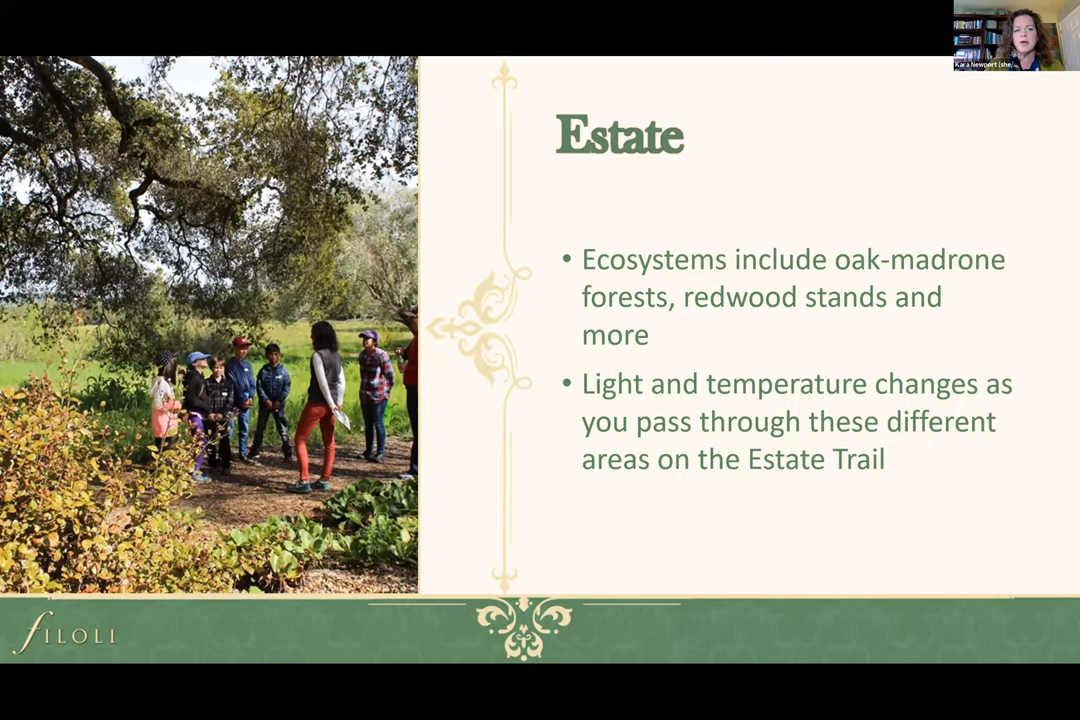 Kara Newport (she/
Estate
• Ecosystems include oak-madrone
forests, redwood stands and
more
• Light and temperature changes as
you pass through these different
areas on the Estate Trail
FILOLI